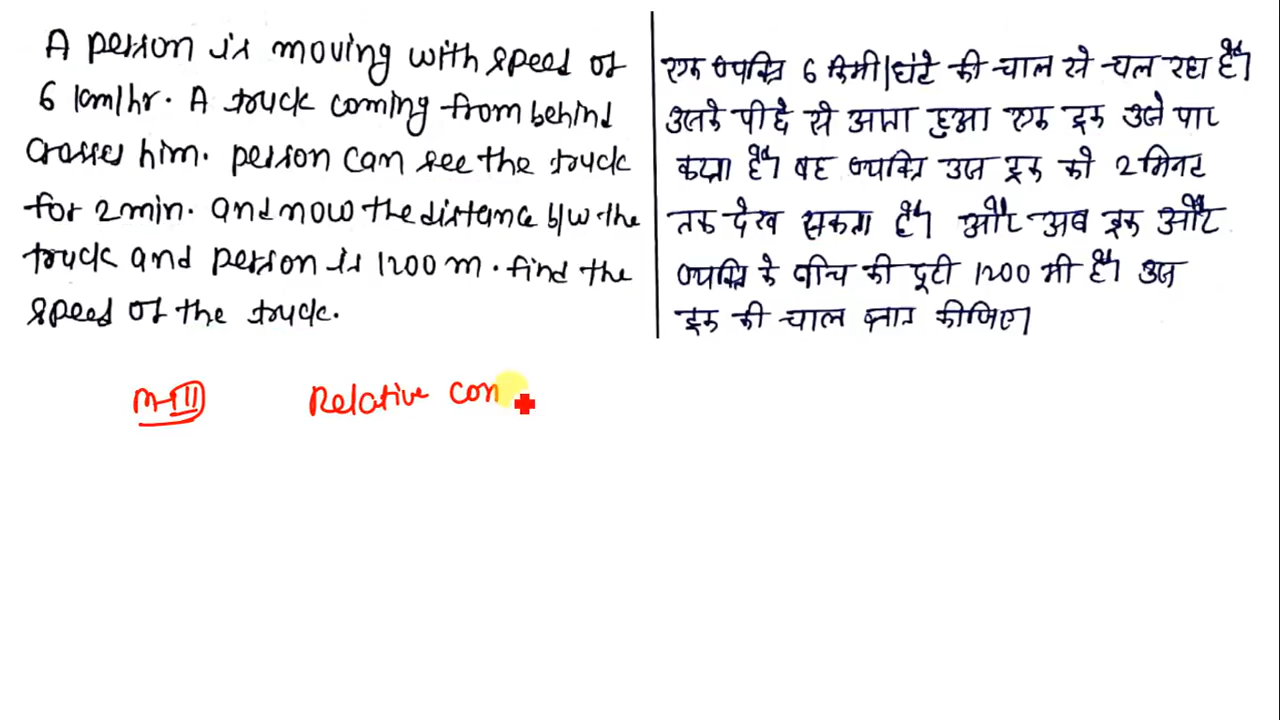 A person is moving with speed of
6 km/hr. A truck coming from behind
crosses him. person can see the truck
for 2min. and now the distance b/w the
truck and person is 1200 m. find the
speed of the truck.
एक व्यक्ति 6 किमी/घंटे की चाल से चल रहा है।
उसके पीछे से आता हुआ एक ट्रक उसे पार
करता है। वह व्यक्ति उस ट्रक को 2 मिनट
तक देख सकता है। और अब ट्रक और
व्यक्ति के बीच की दूरी 1200 मी है। उस
ट्रक की चाल ज्ञात कीजिए।
M-III Relative con